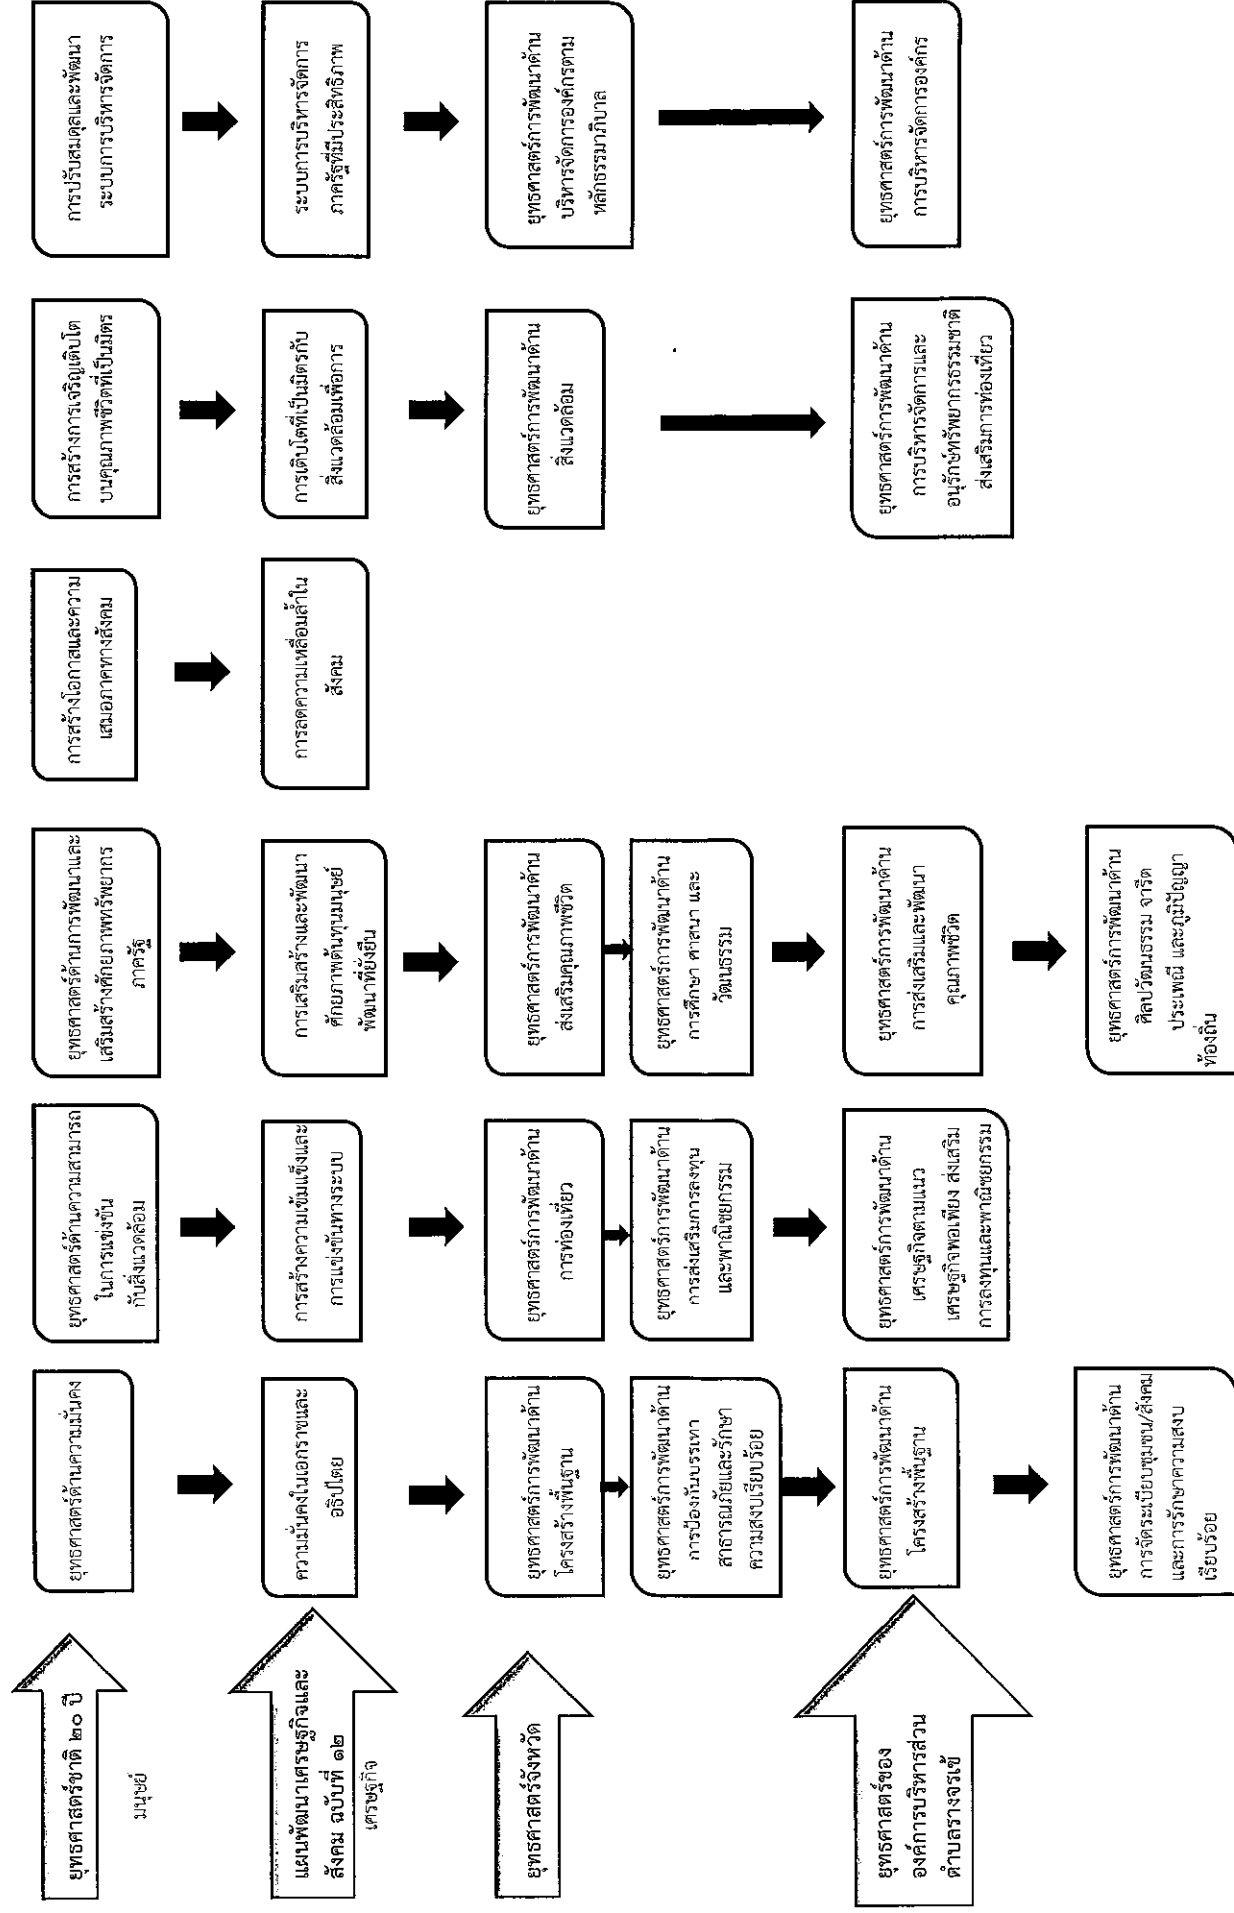 ยุทธศาสตร์ชาติ ๒๐ ปี
มนุษย์
ยุทธศาสตร์ด้านความมั่นคง
ยุทธศาสตร์ด้านความสามารถ
ในการแข่งขัน
กับสิ่งแวดล้อม
ยุทธศาสตร์ด้านการพัฒนาและ
เสริมสร้างศักยภาพทรัพยากร
ภาครัฐ
การสร้างโอกาสและความ
เสมอภาคทางสังคม
การสร้างการเจริญเติบโต
บนคุณภาพชีวิตที่เป็นมิตร
การปรับสมดุลและพัฒนา
ระบบการบริหารจัดการ
แผนพัฒนาเศรษฐกิจและ
สังคม ฉบับที่ ๑๒
เศรษฐกิจ
ความมั่นคงในเอกราชและ
อธิปไตย
การสร้างความเข้มแข็งและ
การแข่งขันทางระบบ
การเสริมสร้างและพัฒนา
ศักยภาพต้นทุนมนุษย์
พัฒนาที่ยั่งยืน
การลดความเหลื่อมล้ำใน
สังคม
การเติบโตที่เป็นมิตรกับ
สิ่งแวดล้อมเพื่อการ
ระบบการบริหารจัดการ
ภาครัฐที่มีประสิทธิภาพ
ยุทธศาสตร์จังหวัด
ยุทธศาสตร์การพัฒนาด้าน
โครงสร้างพื้นฐาน
ยุทธศาสตร์การพัฒนาด้าน
การท่องเที่ยว
ยุทธศาสตร์การพัฒนาด้าน
ส่งเสริมคุณภาพชีวิต
ยุทธศาสตร์การพัฒนาด้าน
สิ่งแวดล้อม
ยุทธศาสตร์การพัฒนาด้าน
บริหารจัดการองค์กรตาม
หลักธรรมาภิบาล
ยุทธศาสตร์การพัฒนาด้าน
การป้องกันบรรเทา
สาธารณภัยและรักษา
ความสงบเรียบร้อย
ยุทธศาสตร์การพัฒนาด้าน
การส่งเสริมการลงทุน
และพาณิชยกรรม
ยุทธศาสตร์การพัฒนาด้าน
การศึกษา ศาสนา และ
วัฒนธรรม
ยุทธศาสตร์ของ
องค์การบริหารส่วน
ตำบลรางจรเข้
ยุทธศาสตร์การพัฒนาด้าน
โครงสร้างพื้นฐาน
ยุทธศาสตร์การพัฒนาด้าน
เศรษฐกิจตามแนว
เศรษฐกิจพอเพียง ส่งเสริม
การลงทุนและพาณิชยกรรม
ยุทธศาสตร์การพัฒนาด้าน
การส่งเสริมและพัฒนา
คุณภาพชีวิต
ยุทธศาสตร์การพัฒนาด้าน
การบริหารจัดการและ
อนุรักษ์ทรัพยากรธรรมชาติ
ส่งเสริมการท่องเที่ยว
ยุทธศาสตร์การพัฒนาด้าน
การบริหารจัดการองค์กร
ยุทธศาสตร์การพัฒนาด้าน
การจัดระเบียบชุมชน/สังคม
และการรักษาความสงบ
เรียบร้อย
ยุทธศาสตร์การพัฒนาด้าน
ศิลปวัฒนธรรม จารีต
ประเพณี และภูมิปัญญา
ท้องถิ่น